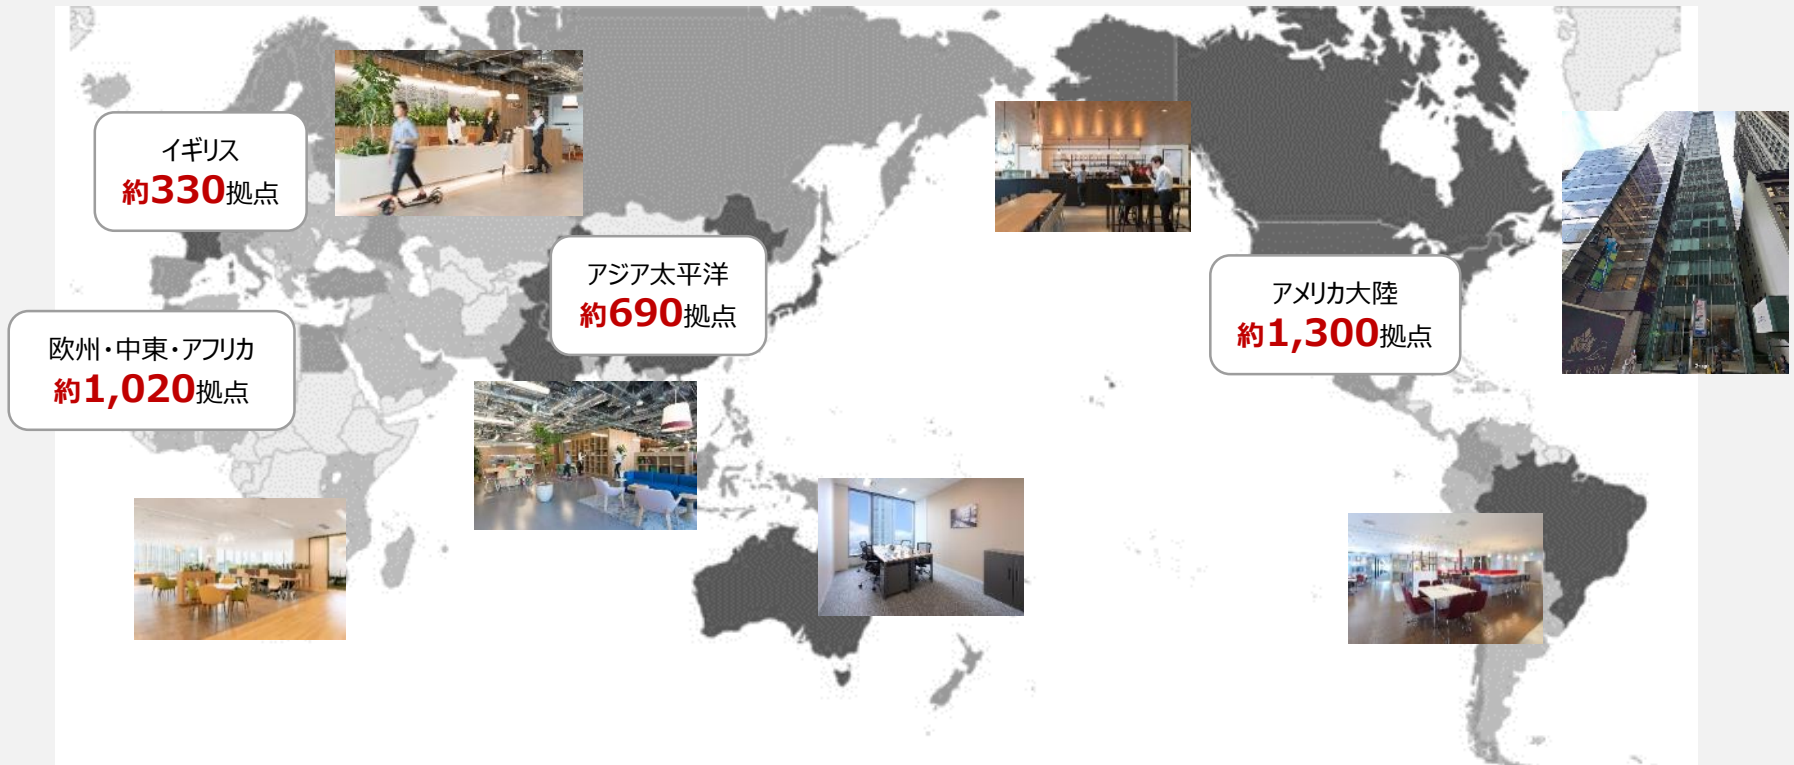 イギリス
約330拠点
アジア太平洋
約690拠点
アメリカ大陸
約1,300拠点
欧州・中東・アフリカ
約1,020拠点